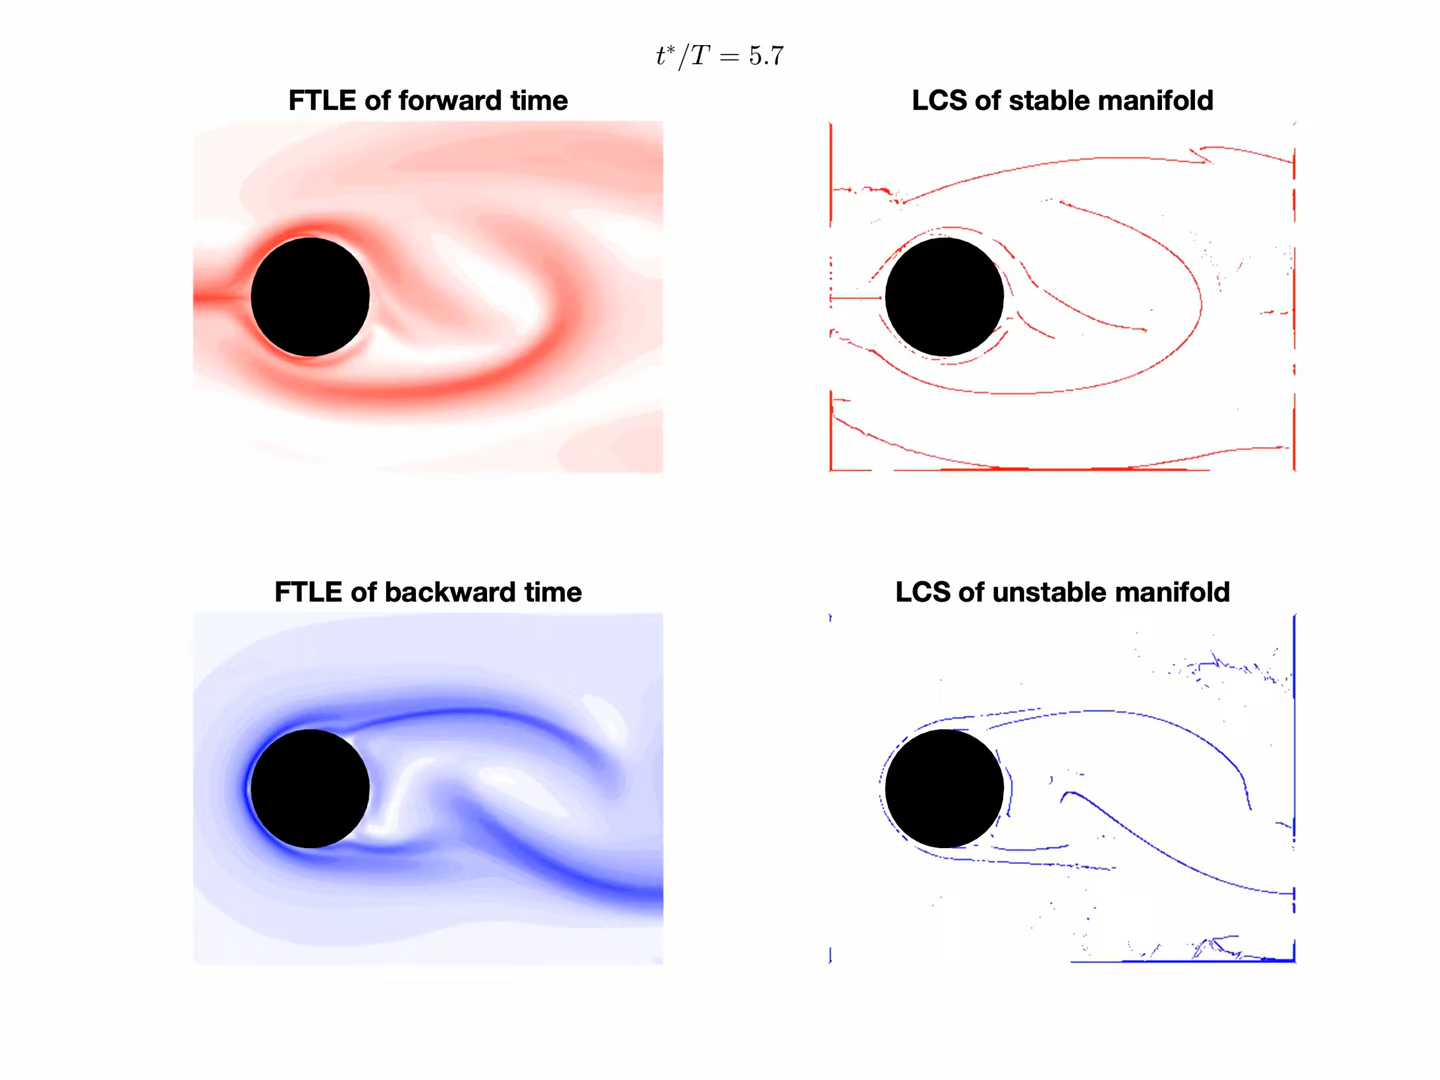 t*/T = 5.7
FTLE of forward time
LCS of stable manifold
FTLE of backward time
LCS of unstable manifold